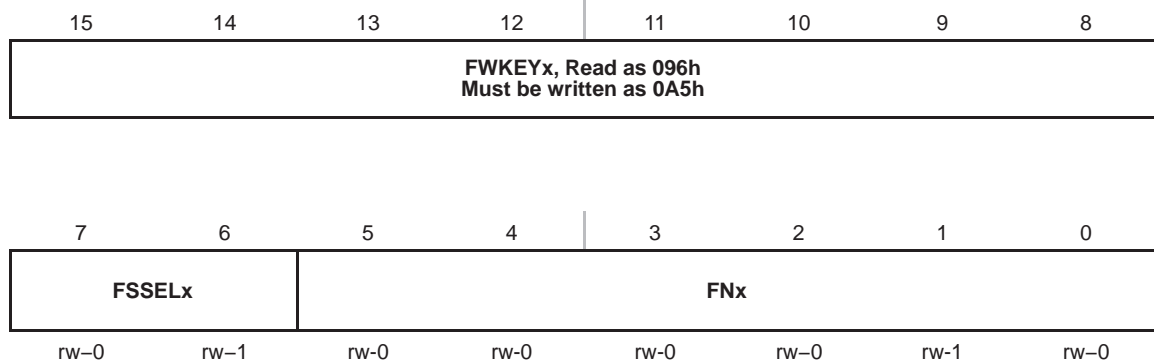 15 14 13 12 11 10 9 8
FWKEYx, Read as 096h
Must be written as 0A5h
7 6 5 4 3 2 1 0
FSSELx FNx
rw−0 rw−1 rw-0 rw-0 rw-0 rw−0 rw-1 rw−0